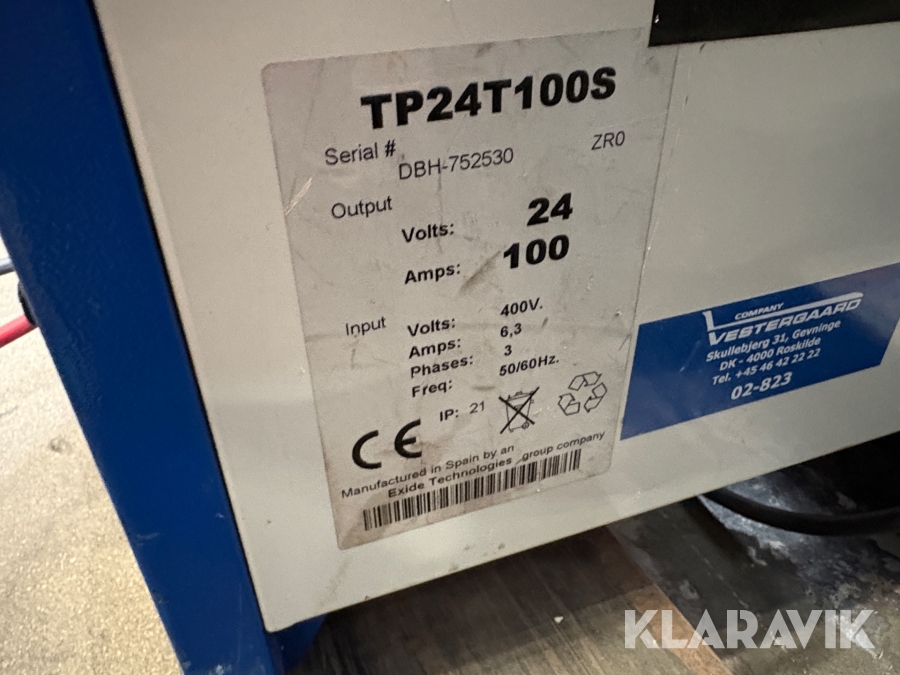 TP24T100S
Serial # DBH-752530 ZR0
Output
Volts: 24
Amps: 100
Input Volts: 400V.
Amps: 6,3
Phases: 3
Freq: 50/60Hz.
IP: 21
CE
Manufactured in Spain by an
Exide Technologies group company
COMPANY
VESTERGAARD
Skullebjerg 31, Gevninge
DK - 4000 Roskilde
Tel. +45 46 42 22 22
02-823
KLARAVIK